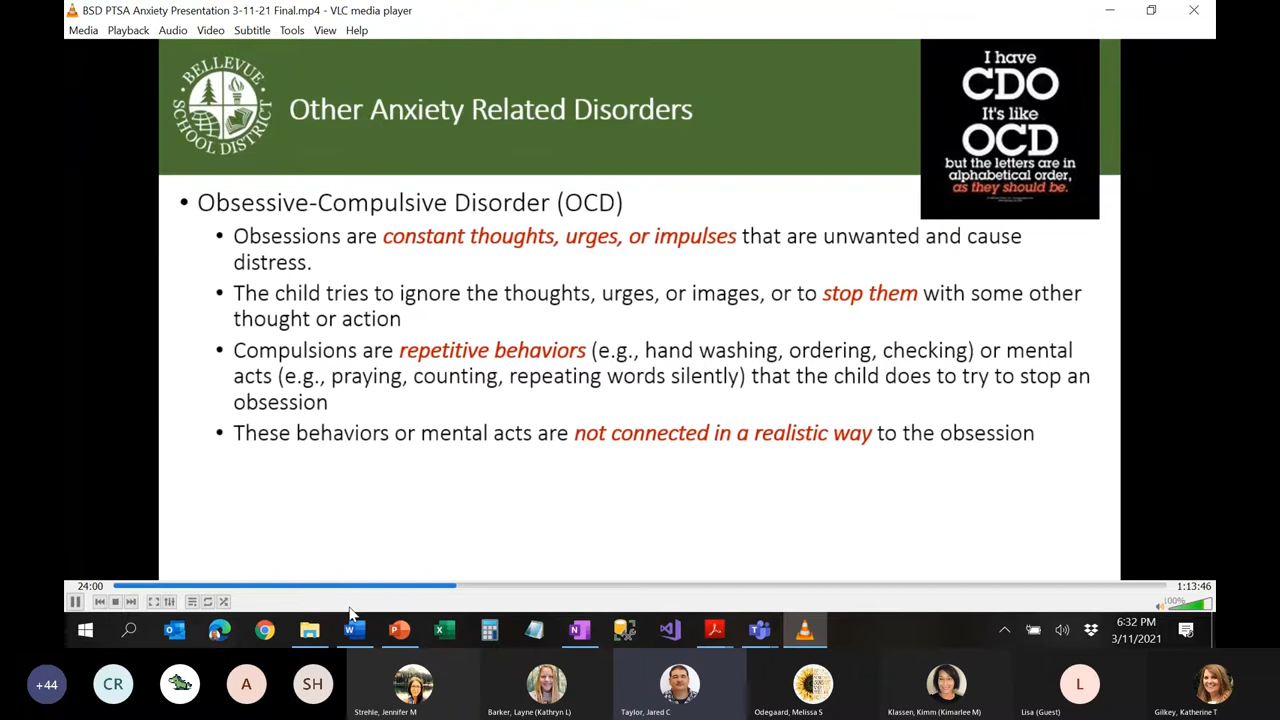 BSD PTSA Anxiety Presentation 3-11-21 Final.mp4 - VLC media player
Media Playback Audio Video Subtitle Tools View Help
BELLEVUE
SCHOOL DISTRICT
Other Anxiety Related Disorders
I have
CDO
It's like
OCD
but the letters are in
alphabetical order,
as they should be.
• Obsessive-Compulsive Disorder (OCD)
• Obsessions are constant thoughts, urges, or impulses that are unwanted and cause
distress.
• The child tries to ignore the thoughts, urges, or images, or to stop them with some other
thought or action
• Compulsions are repetitive behaviors (e.g., hand washing, ordering, checking) or mental
acts (e.g., praying, counting, repeating words silently) that the child does to try to stop an
obsession
• These behaviors or mental acts are not connected in a realistic way to the obsession
24:00
1:13:46
100%
6:32 PM
3/11/2021
+44
CR
A
SH
L
Strehle, Jennifer M
Barker, Layne (Kathryn L)
Taylor, Jared C
Odegaard, Melissa S
Klassen, Kimm (Kimarlee M)
Lisa (Guest)
Gilkey, Katherine T